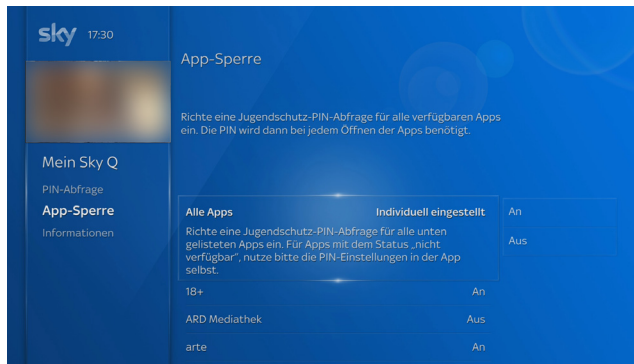 sky 17:30
App-Sperre
Richte eine Jugendschutz-PIN-Abfrage für alle verfügbaren Apps
ein. Die PIN wird dann bei jedem Öffnen der Apps benötigt.
Mein Sky Q
PIN-Abfrage
App-Sperre
Informationen
Alle Apps Individuell eingestellt
Richte eine Jugendschutz-PIN-Abfrage für alle unten
gelisteten Apps ein. Für Apps mit dem Status „nicht
verfügbar“, nutze bitte die PIN-Einstellungen in der App
selbst.
An
Aus
18+ An
ARD Mediathek Aus
arte An